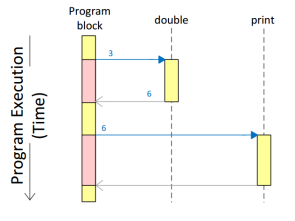 Program
block
double
print
3
6
6
Program Execution
(Time)